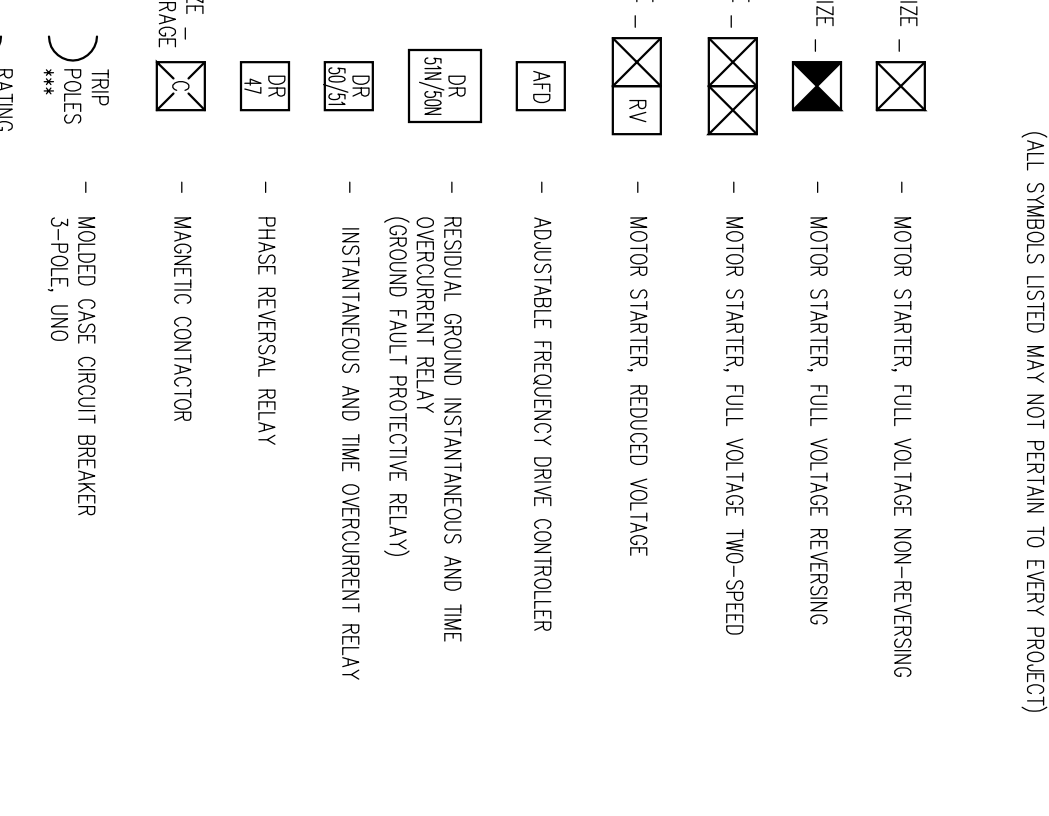 (ALL SYMBOLS LISTED MAY NOT PERTAIN TO EVERY PROJECT)
IZE – – MOTOR STARTER, FULL VOLTAGE NON-REVERSING
IZE – – MOTOR STARTER, FULL VOLTAGE REVERSING
– – MOTOR STARTER, FULL VOLTAGE TWO-SPEED
– RV – MOTOR STARTER, REDUCED VOLTAGE
AFD – ADJUSTABLE FREQUENCY DRIVE CONTROLLER
DR
51N/50N
– RESIDUAL GROUND INSTANTANEOUS AND TIME
OVERCURRENT RELAY
(GROUND FAULT PROTECTIVE RELAY)
DR
50/51
– INSTANTANEOUS AND TIME OVERCURRENT RELAY
DR
47
– PHASE REVERSAL RELAY
ZE –
RAGE
C – MAGNETIC CONTACTOR
TRIP
POLES
***
– MOLDED CASE CIRCUIT BREAKER
3-POLE, UNO
RATING